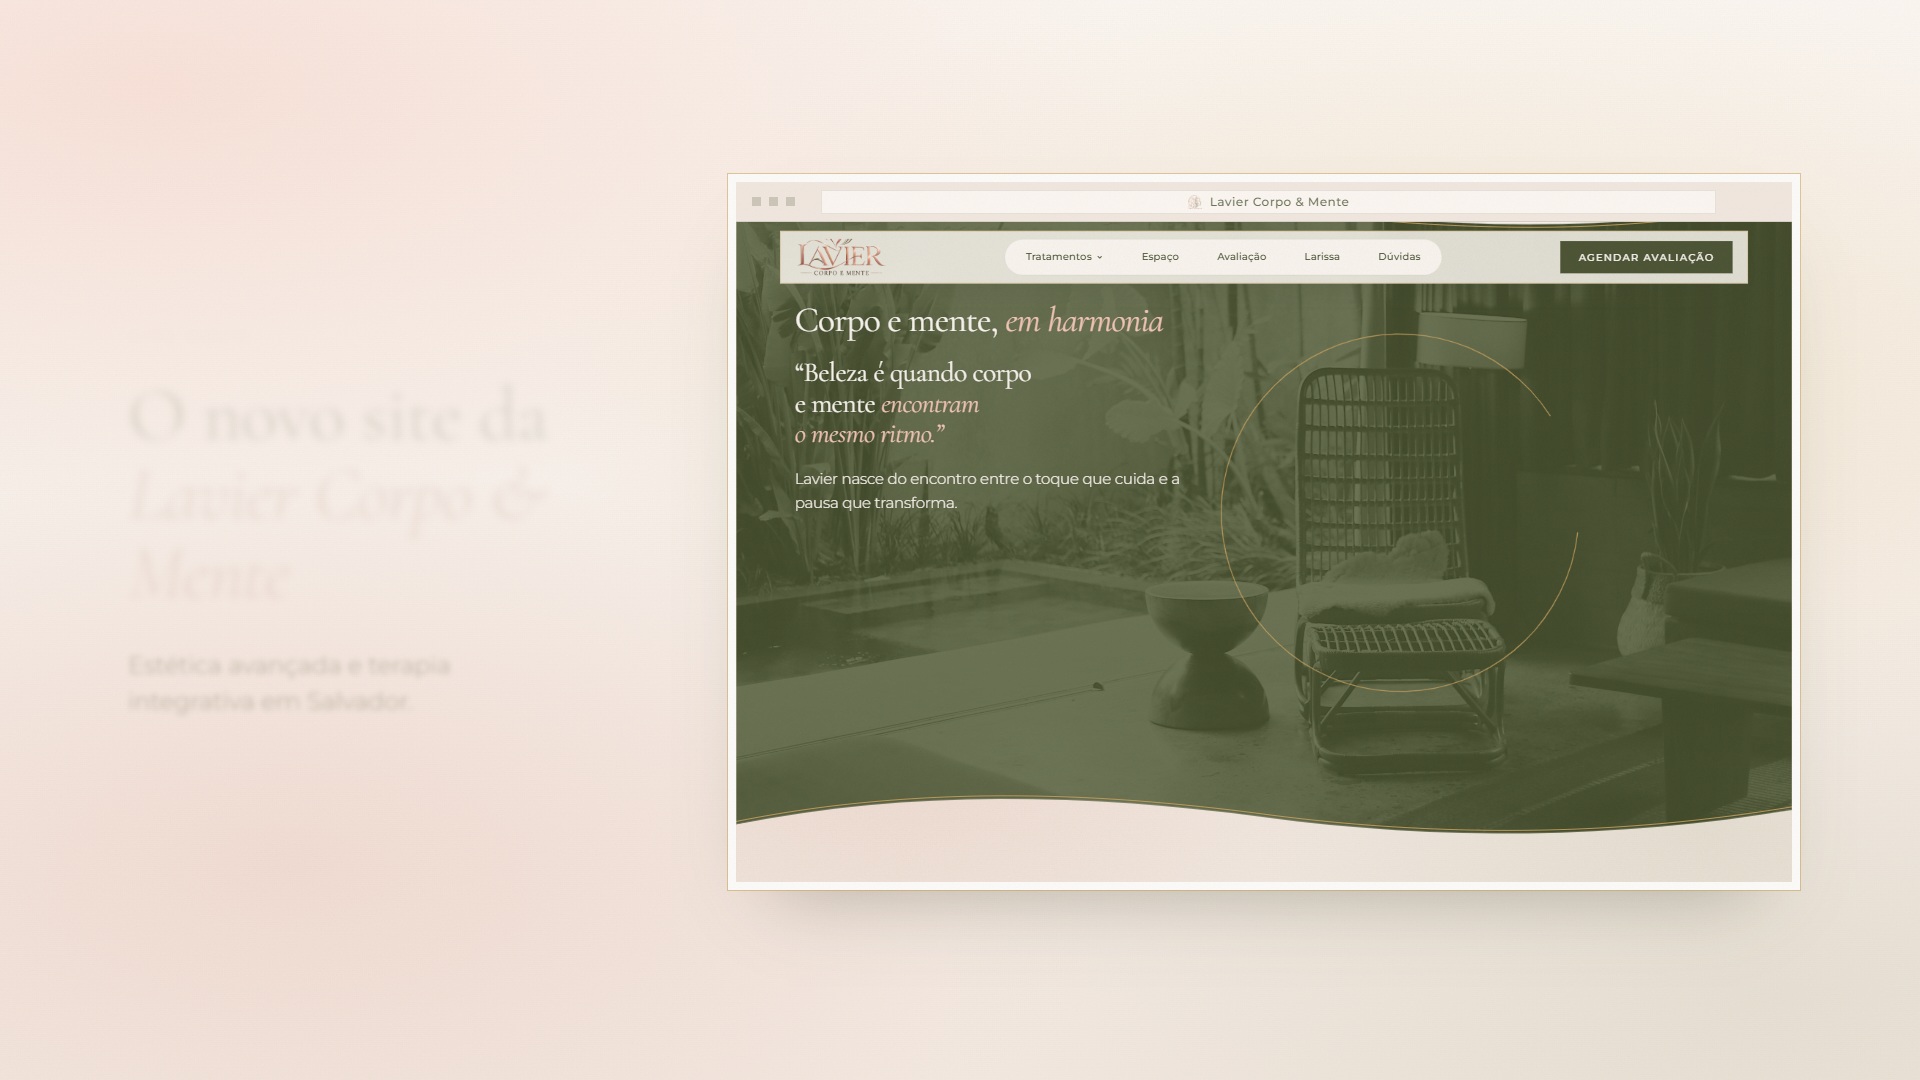 O novo site da
Lavier Corpo &
Mente
Estética avançada e terapia
integrativa em Salvador.
Lavier Corpo & Mente
LAVIER
CORPO E MENTE
Tratamentos
Espaço
Avaliação
Larissa
Dúvidas
AGENDAR AVALIAÇÃO
Corpo e mente, em harmonia
“Beleza é quando corpo
e mente encontram
o mesmo ritmo.”
Lavier nasce do encontro entre o toque que cuida e a
pausa que transforma.